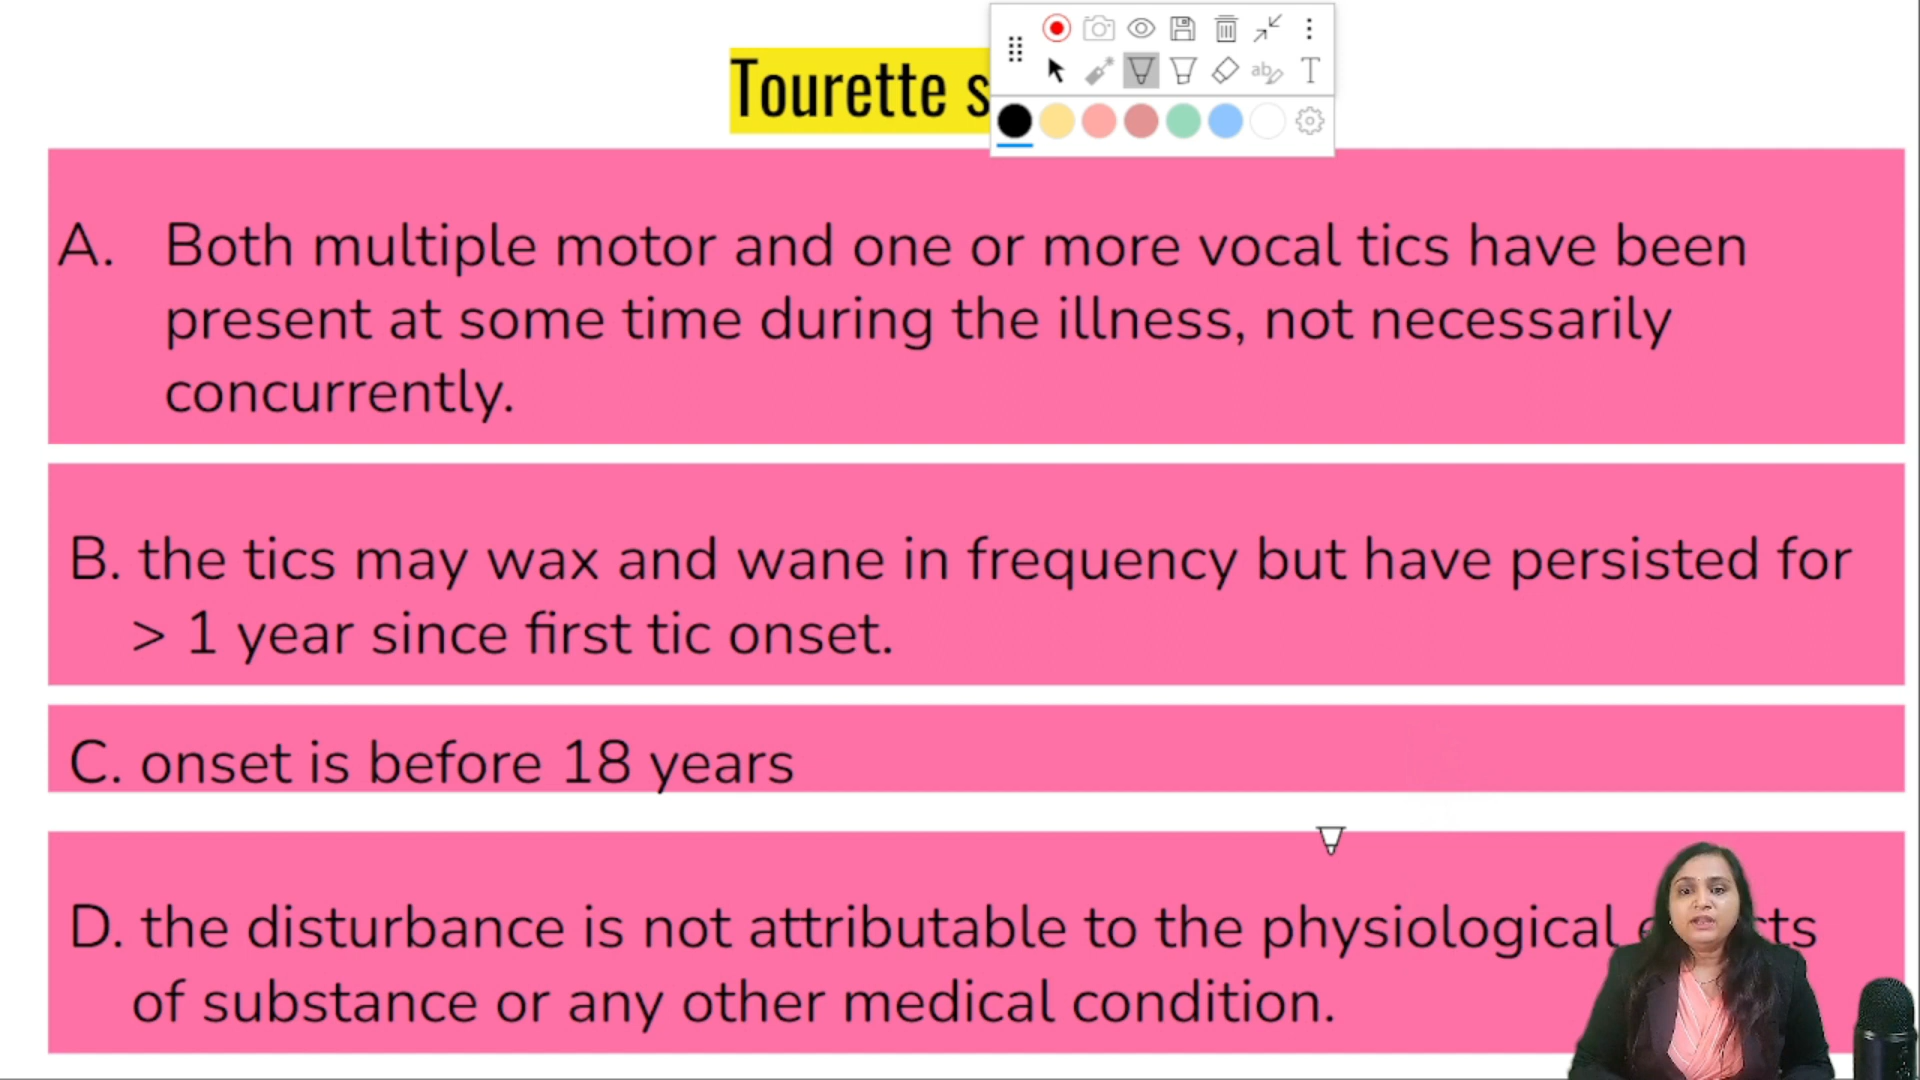 Tourette
A. Both multiple motor and one or more vocal tics have been
present at some time during the illness, not necessarily
concurrently.
B. the tics may wax and wane in frequency but have persisted for
> 1 year since first tic onset.
C. onset is before 18 years
D. the disturbance is not attributable to the physiological
of substance or any other medical condition.